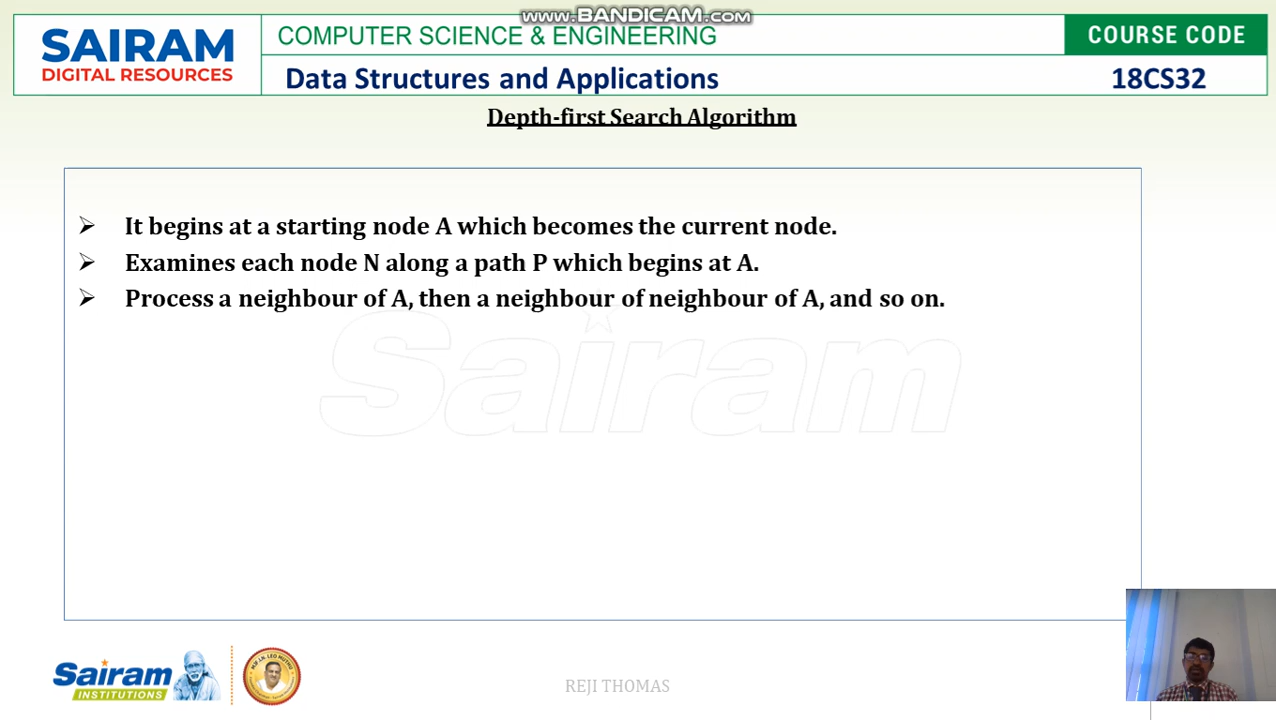 www.BANDICAM.com
SAIRAM
DIGITAL RESOURCES
COMPUTER SCIENCE & ENGINEERING
COURSE CODE
Data Structures and Applications
18CS32
Depth-first Search Algorithm
➢ It begins at a starting node A which becomes the current node.
➢ Examines each node N along a path P which begins at A.
➢ Process a neighbour of A, then a neighbour of neighbour of A, and so on.
Sairam
Sairam
INSTITUTIONS
REJI THOMAS